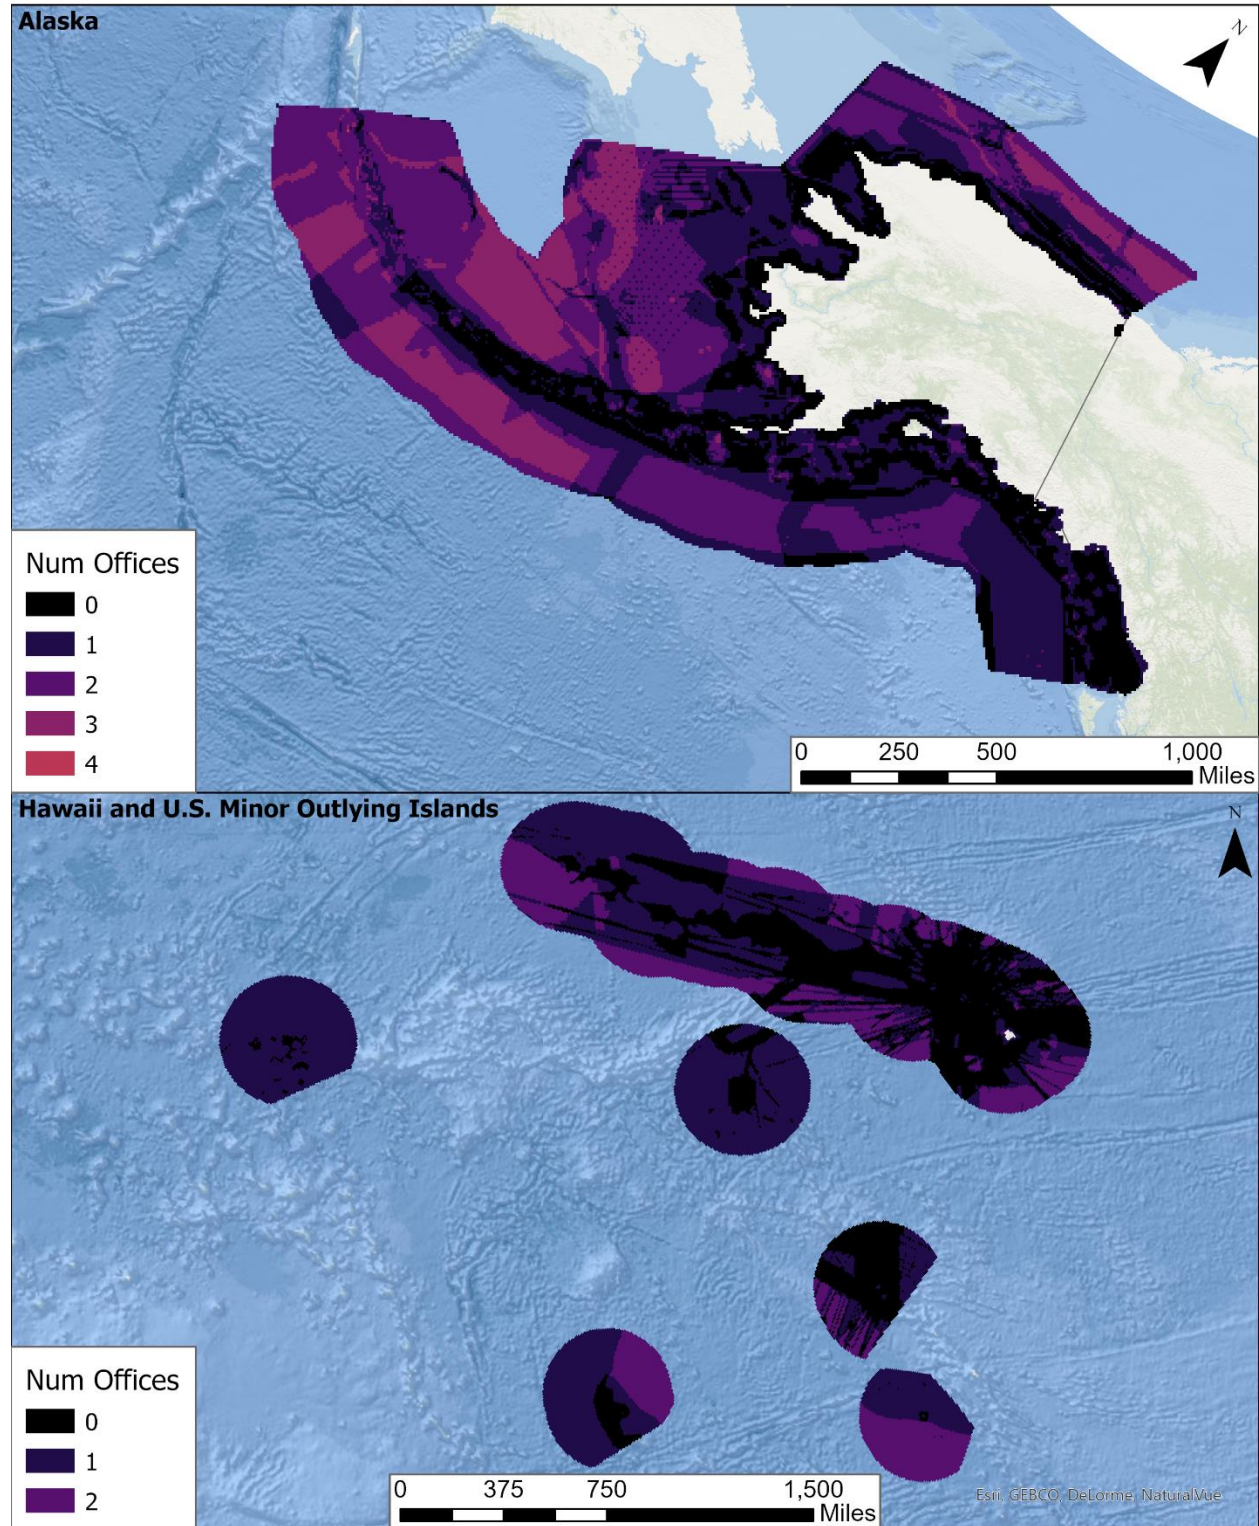 Alaska
N
Num Offices
0
1
2
3
4
0 250 500 1,000
Miles
Hawaii and U.S. Minor Outlying Islands
N
Num Offices
0
1
2
0 375 750 1,500
Miles
Esri, GEBCO, DeLorme, NaturalVue